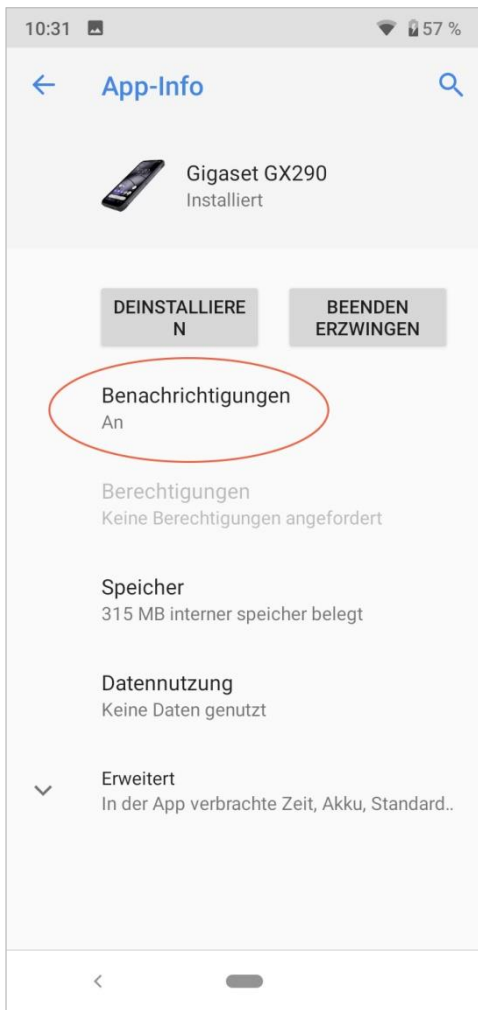 10:31 57 %
App-Info
Gigaset GX290
Installiert
DEINSTALLIERE
N
BEENDEN
ERZWINGEN
Benachrichtigungen
An
Berechtigungen
Keine Berechtigungen angefordert
Speicher
315 MB interner speicher belegt
Datennutzung
Keine Daten genutzt
Erweitert
In der App verbrachte Zeit, Akku, Standard..